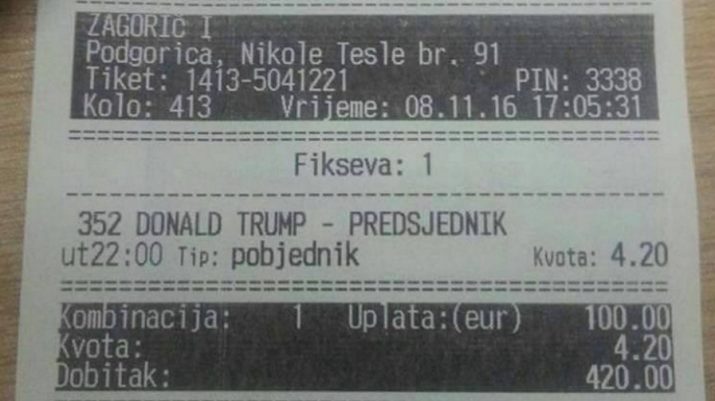 ZAGORIČ I
Podgorica, Nikole Tesle br. 91
Tiket: 1413-5041221 PIN: 3338
Kolo: 413 Vrijeme: 08.11.16 17:05:31
Fikseva: 1
352 DONALD TRUMP - PREDSJEDNIK
ut22:00 Tip: pobjednik Kvota: 4.20
Kombinacija: 1 Uplata:(eur) 100.00
Kvota: 4.20
Dobitak: 420.00